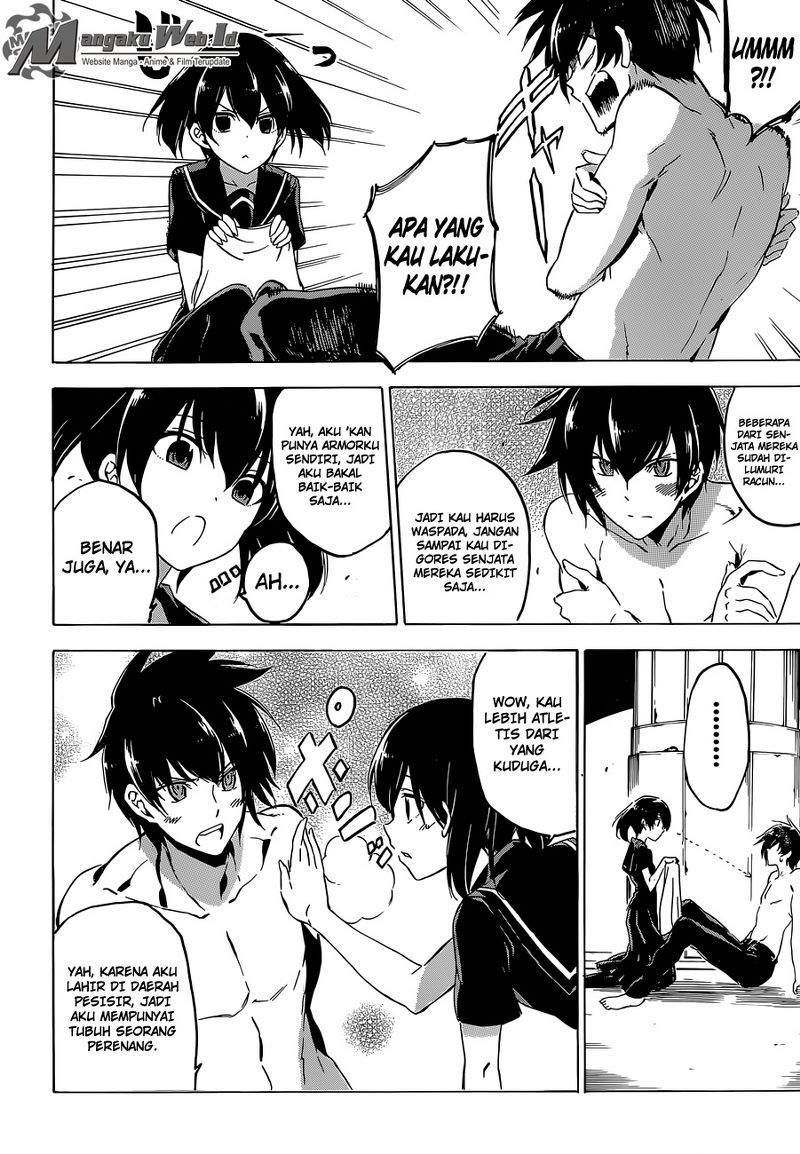 Mangaku Web.Id
Website Manga - Anime & Film Terupdate
UMMM
?!!
APA YANG
KAU LAKU-
KAN?!!
BEBERAPA
DARI SEN-
JATA MEREKA
SUDAH DI-
LUMURI
RACUN...
JADI KAU HARUS
WASPADA, JANGAN
SAMPAI KAU DI-
GORES SENJATA
MEREKA SEDIKIT
SAJA...
YAH, AKU 'KAN
PUNYA ARMORKU
SENDIRI, JADI
AKU BAKAL
BAIK-BAIK
SAJA...
AH...
BENAR
JUGA, YA...
.........
WOW, KAU
LEBIH ATLE-
TIS DARI
YANG
KUDUGA...
YAH, KARENA AKU
LAHIR DI DAERAH
PESISIR, JADI
AKU MEMPUNYAI
TUBUH SEORANG
PERENANG.